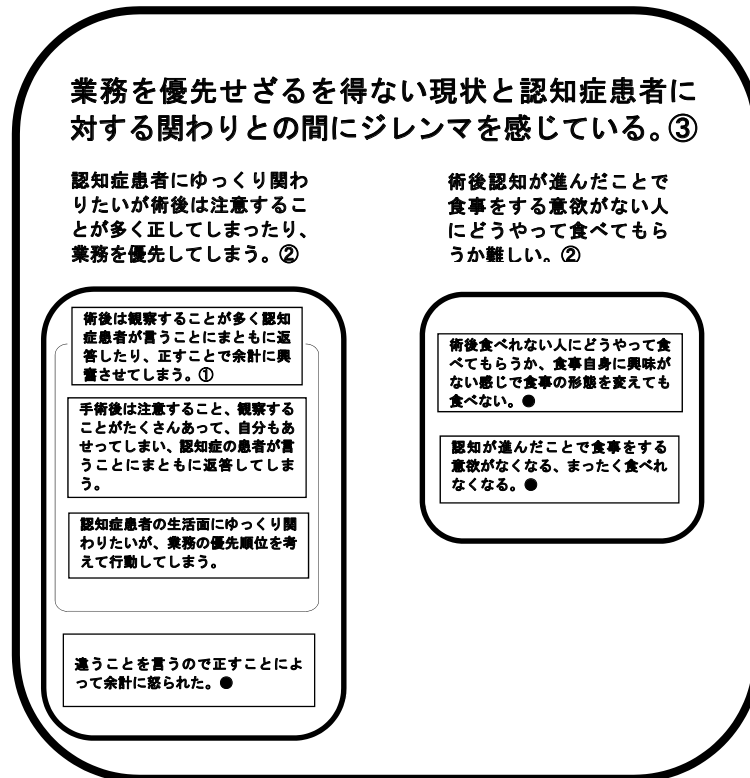 業務を優先せざるを得ない現状と認知症患者に
対する関わりとの間にジレンマを感じている。③
認知症患者にゆっくり関わ
りたいが術後は注意するこ
とが多く正してしまったり、
業務を優先してしまう。②
術後は観察することが多く認知
症患者が言うことにまともに返
答したり、正すことで余計に興
奮させてしまう。①
手術後は注意すること、観察する
ことがたくさんあって、自分もあ
せってしまい、認知症の患者が言
うことにまともに返答してしま
う。
認知症患者の生活面にゆっくり関
わりたいが、業務の優先順位を考
えて行動してしまう。
違うことを言うので正すことによ
って余計に怒られた。●
術後認知が進んだことで
食事をする意欲がない人
にどうやって食べてもら
うか難しい。②
術後食べれない人にどうやって食
べてもらうか、食事自身に興味が
ない感じで食事の形態を変えても
食べない。●
認知が進んだことで食事をする
意欲がなくなる、まったく食べれ
なくなる。●